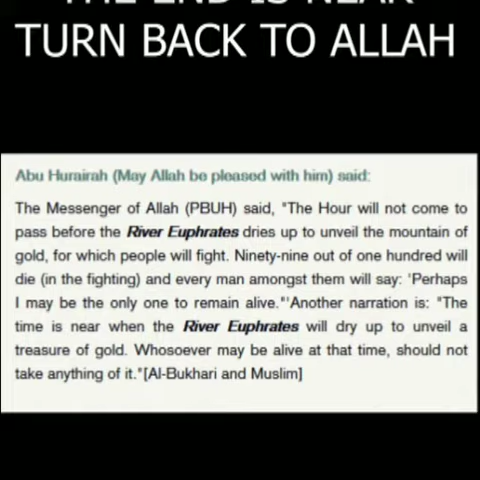 THE END IS NEAR
TURN BACK TO ALLAH
Abu Hurairah (May Allah be pleased with him) said:
The Messenger of Allah (PBUH) said, "The Hour will not come to
pass before the River Euphrates dries up to unveil the mountain of
gold, for which people will fight. Ninety-nine out of one hundred will
die (in the fighting) and every man amongst them will say: 'Perhaps
I may be the only one to remain alive."'Another narration is: "The
time is near when the River Euphrates will dry up to unveil a
treasure of gold. Whosoever may be alive at that time, should not
take anything of it."[Al-Bukhari and Muslim]